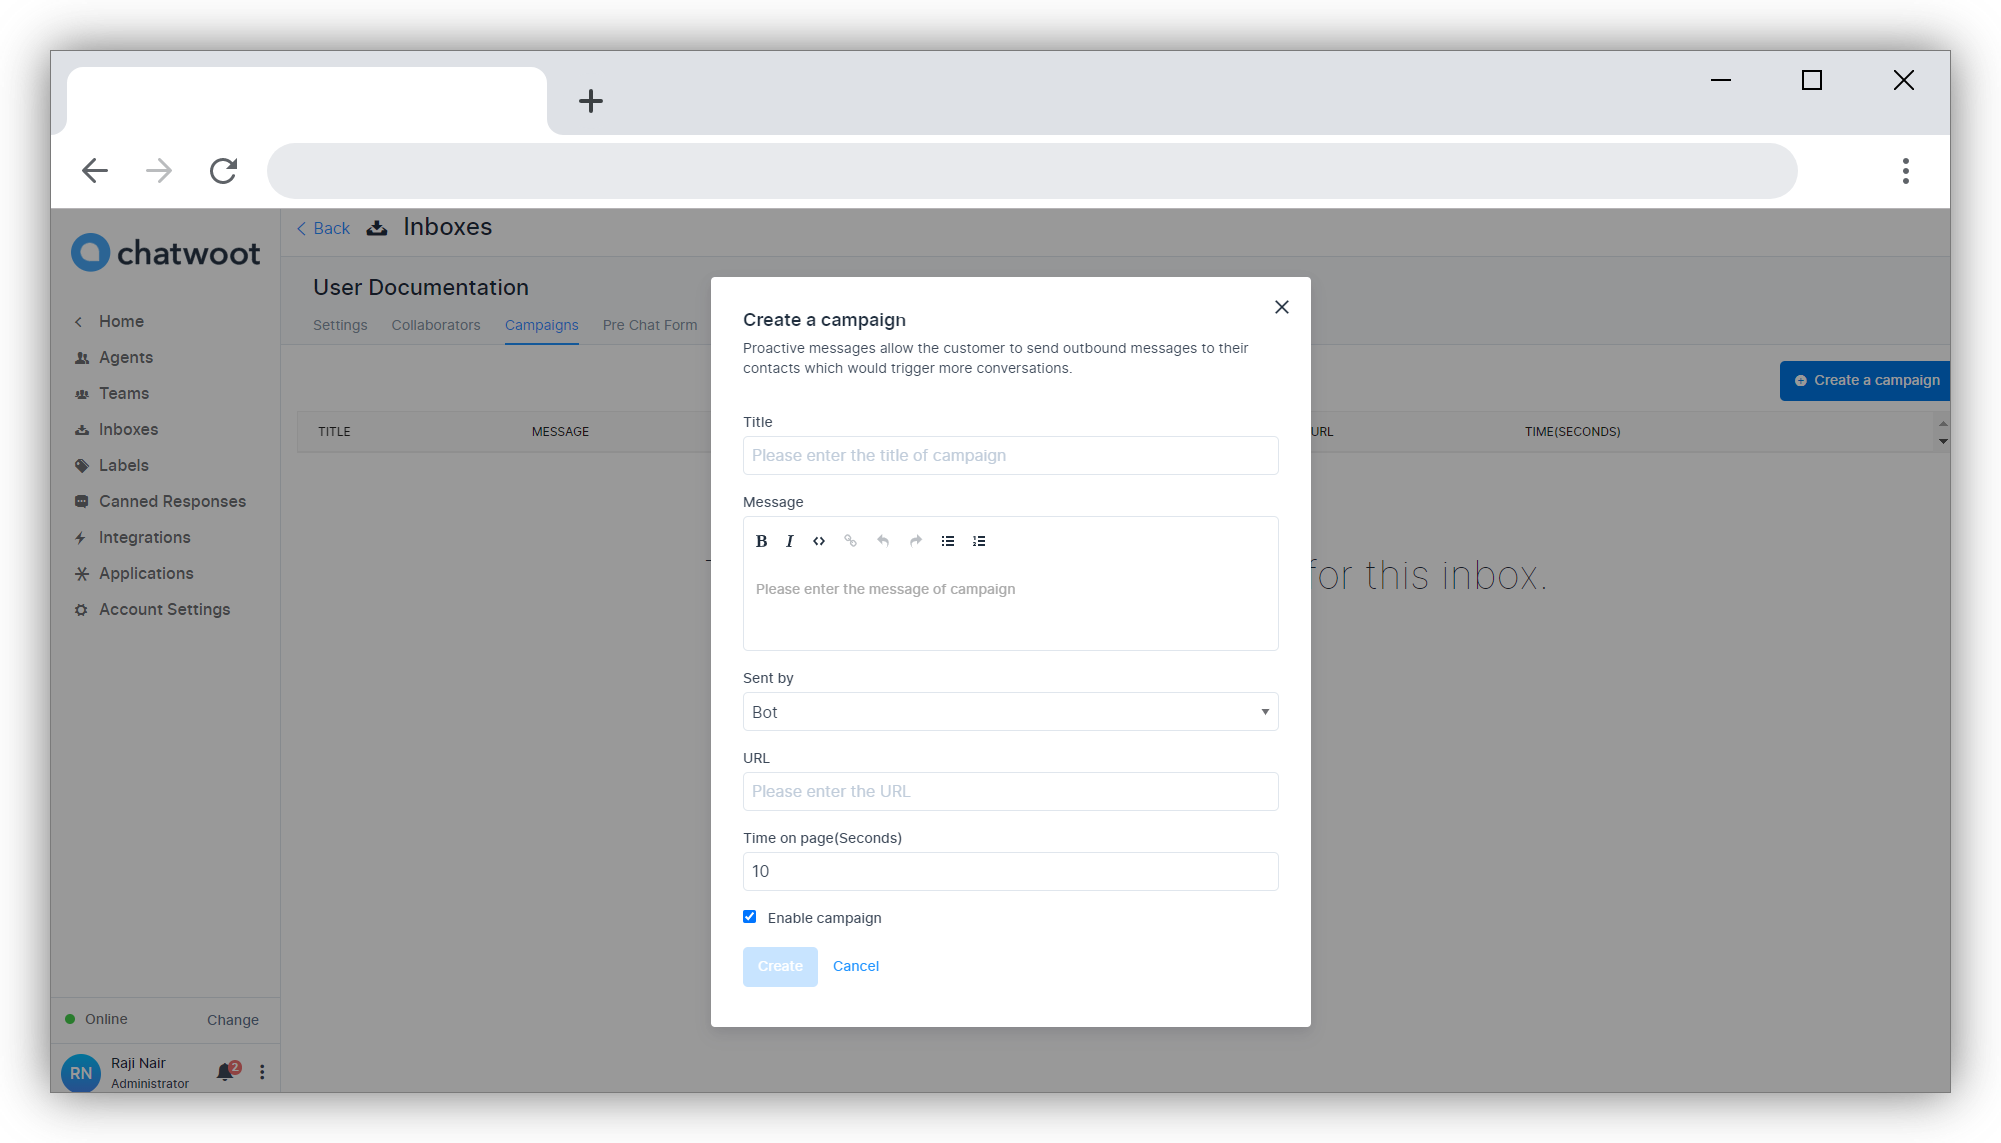 chatwoot
Home
Agents
Teams
Inboxes
Labels
Canned Responses
Integrations
Applications
Account Settings
Online Change
RN Raji Nair 2
Administrator
Back Inboxes
User Documentation
Settings Collaborators Campaigns Pre Chat Form
Create a campaign
TITLE MESSAGE URL TIME(SECONDS)
for this inbox.
Create a campaign
Proactive messages allow the customer to send outbound messages to their
contacts which would trigger more conversations.
Title
Please enter the title of campaign
Message
B I
Please enter the message of campaign
Sent by
Bot
URL
Please enter the URL
Time on page(Seconds)
10
Enable campaign
Create Cancel